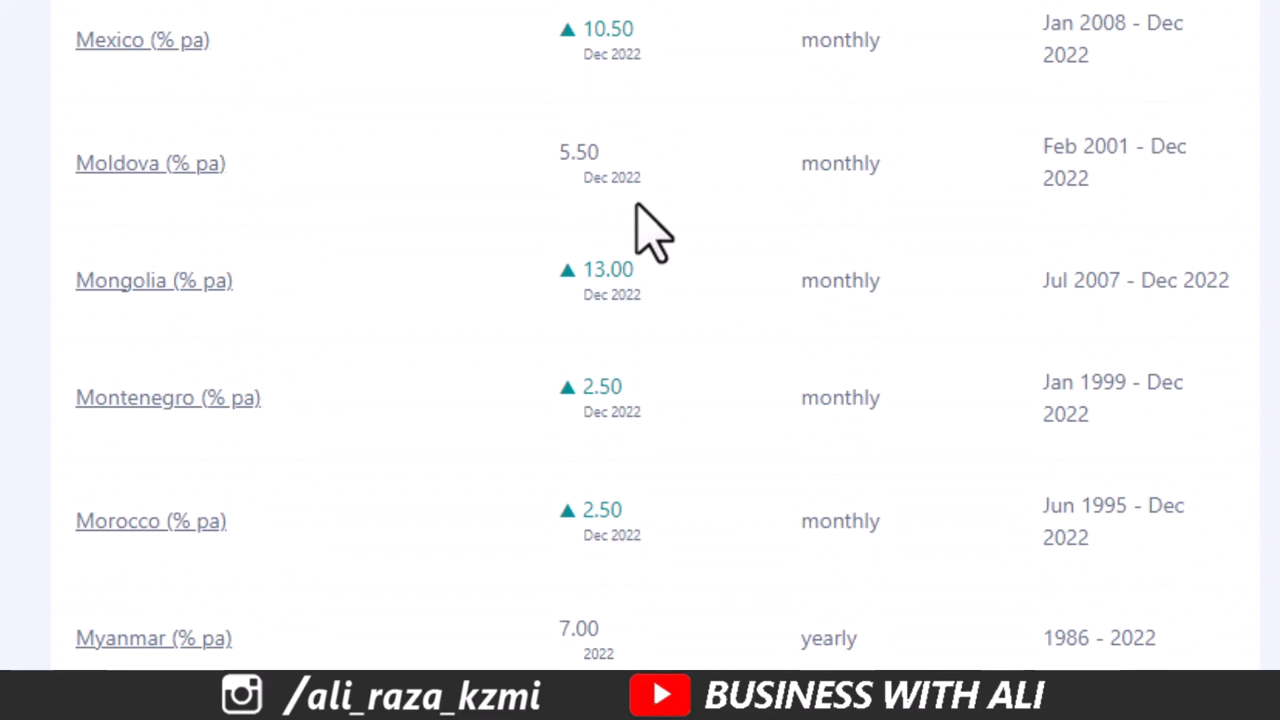 Mexico (% pa)
▲ 10.50
Dec 2022
monthly
Jan 2008 - Dec
2022
Moldova (% pa)
5.50
Dec 2022
monthly
Feb 2001 - Dec
2022
Mongolia (% pa)
▲ 13.00
Dec 2022
monthly
Jul 2007 - Dec 2022
Montenegro (% pa)
▲ 2.50
Dec 2022
monthly
Jan 1999 - Dec
2022
Morocco (% pa)
▲ 2.50
Dec 2022
monthly
Jun 1995 - Dec
2022
Myanmar (% pa)
7.00
2022
yearly
1986 - 2022
/ali_raza_kzmi
BUSINESS WITH ALI